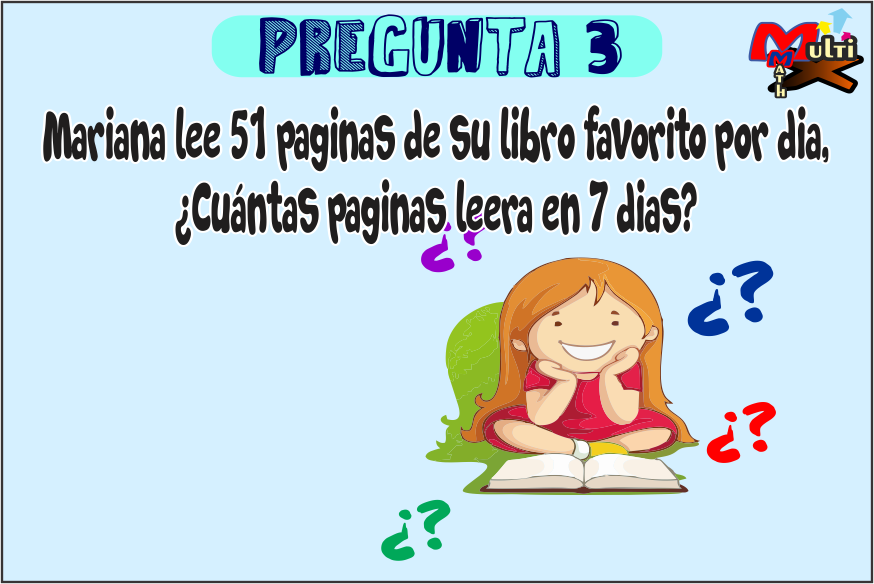 PREGUNTA 3
Multi
MATH
X
Mariana lee 51 paginas de su libro favorito por dia,
¿Cuántas paginas leera en 7 dias?
¿?
¿?
¿?
¿?